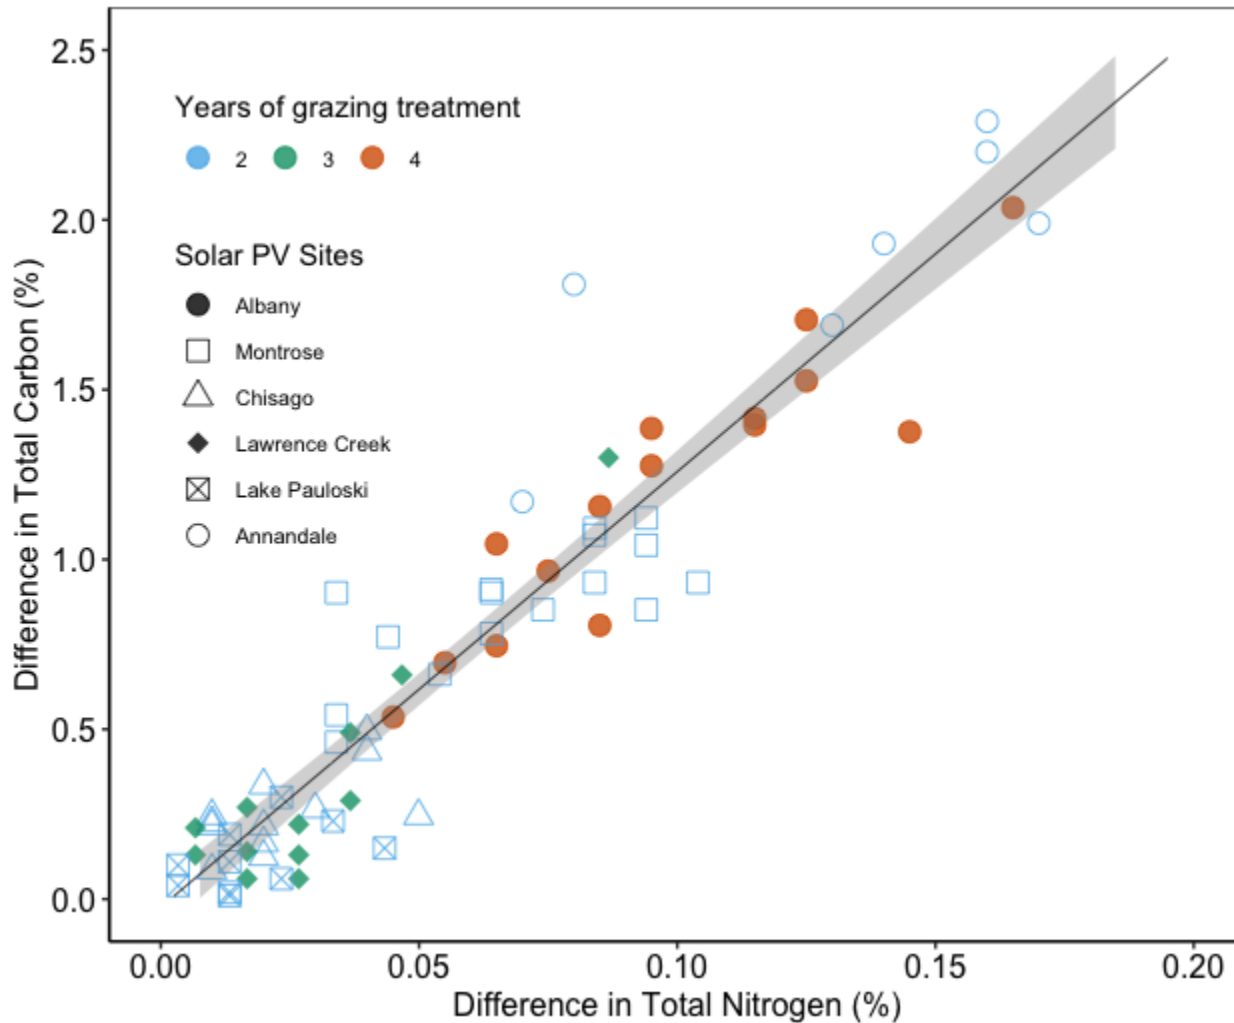 2.5
2.0
1.5
1.0
0.5
0.0
Difference in Total Carbon (%)
Years of grazing treatment
2 3 4
Solar PV Sites
Albany
Montrose
Chisago
Lawrence Creek
Lake Pauloski
Annandale
0.00 0.05 0.10 0.15 0.20
Difference in Total Nitrogen (%)